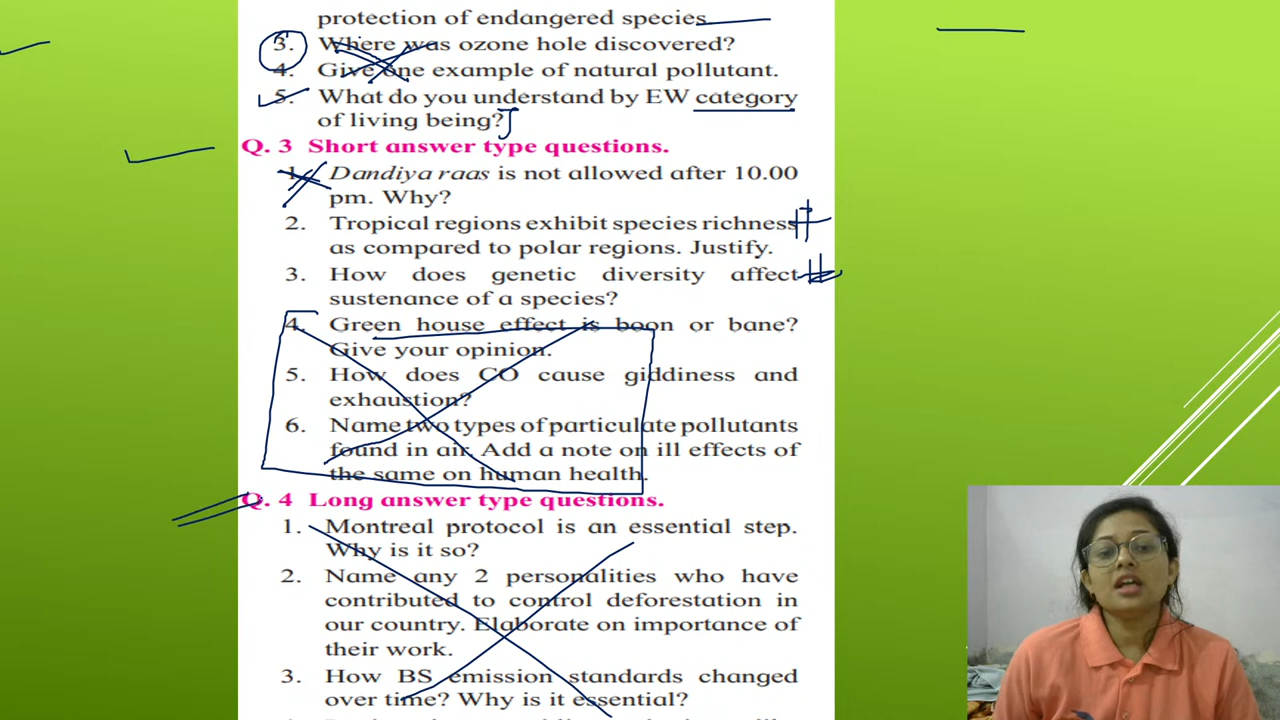 protection of endangered species
3. Where was ozone hole discovered?
4. Give one example of natural pollutant.
5. What do you understand by EW category
of living being?
Q. 3 Short answer type questions.
1. Dandiya raas is not allowed after 10.00
pm. Why?
2. Tropical regions exhibit species richness
as compared to polar regions. Justify.
3. How does genetic diversity affect
sustenance of a species?
4. Green house effect is boon or bane?
Give your opinion.
5. How does CO cause giddiness and
exhaustion?
6. Name two types of particulate pollutants
found in air. Add a note on ill effects of
the same on human health.
Q. 4 Long answer type questions.
1. Montreal protocol is an essential step.
Why is it so?
2. Name any 2 personalities who have
contributed to control deforestation in
our country. Elaborate on importance of
their work.
3. How BS emission standards changed
over time? Why is it essential?